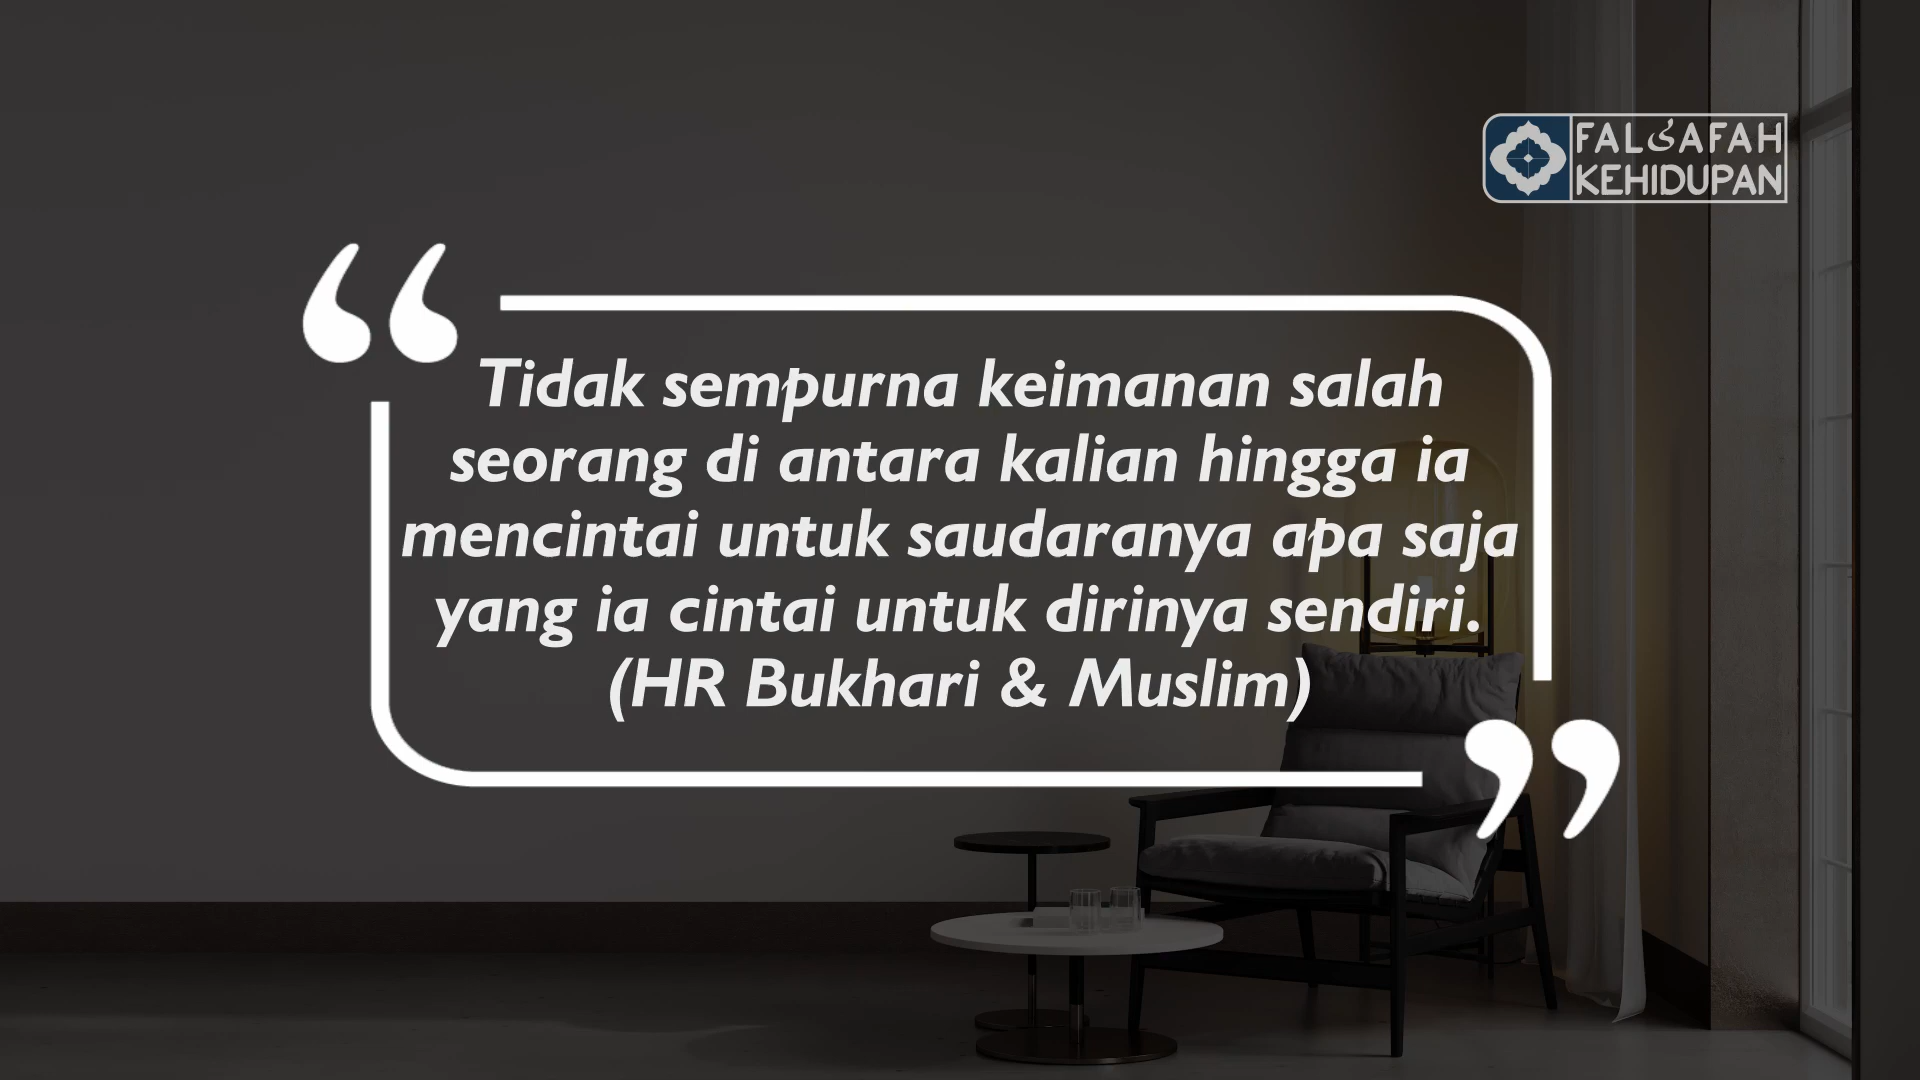 FALSAFAH
KEHIDUPAN
Tidak sempurna keimanan salah
seorang di antara kalian hingga ia
mencintai untuk saudaranya apa saja
yang ia cintai untuk dirinya sendiri.
(HR Bukhari & Muslim)